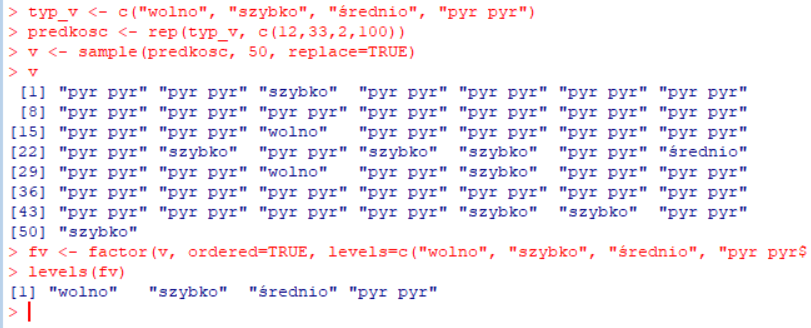 > typ_v <- c("wolno", "szybko", "średnio", "pyr pyr")
> predkosc <- rep(typ_v, c(12,33,2,100))
> v <- sample(predkosc, 50, replace=TRUE)
> v
 [1] "pyr pyr" "pyr pyr" "szybko"  "pyr pyr" "pyr pyr" "pyr pyr" "pyr pyr"
 [8] "pyr pyr" "pyr pyr" "pyr pyr" "pyr pyr" "pyr pyr" "pyr pyr" "pyr pyr"
[15] "pyr pyr" "pyr pyr" "wolno"   "pyr pyr" "pyr pyr" "pyr pyr" "pyr pyr"
[22] "pyr pyr" "szybko"  "pyr pyr" "szybko"  "szybko"  "pyr pyr" "średnio"
[29] "pyr pyr" "pyr pyr" "wolno"   "pyr pyr" "szybko"  "pyr pyr" "pyr pyr"
[36] "pyr pyr" "pyr pyr" "pyr pyr" "pyr pyr" "pyr pyr" "pyr pyr" "pyr pyr"
[43] "pyr pyr" "pyr pyr" "pyr pyr" "pyr pyr" "szybko"  "szybko"  "pyr pyr"
[50] "szybko"
> fv <- factor(v, ordered=TRUE, levels=c("wolno", "szybko", "średnio", "pyr pyr$
> levels(fv)
[1] "wolno"   "szybko"  "średnio" "pyr pyr"
>